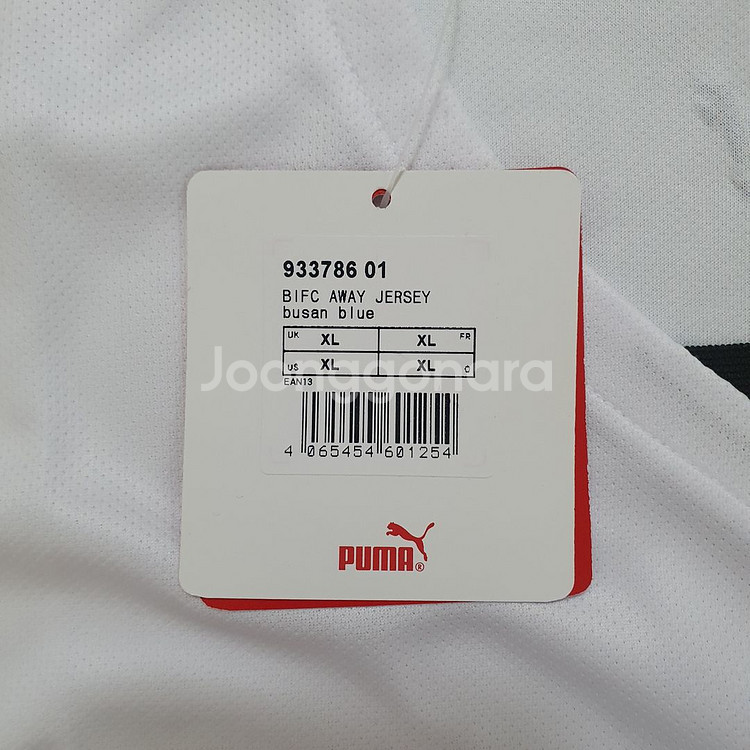 933786 01
BIFC AWAY JERSEY
busan blue
UK XL XL FR
US XL XL
EAN13
Joonggonara
4 065454 601254
PUMA®